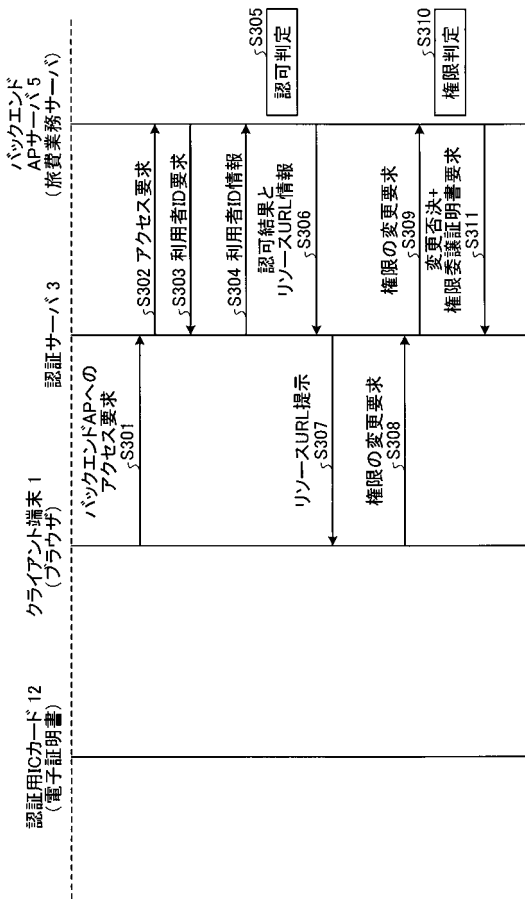 認証用ICカード 12
(電子証明書)
クライアント端末 1
(ブラウザ)
認証サーバ 3
バックエンド
APサーバ 5
(旅費業務サーバ)
バックエンドAPへの
アクセス要求
S301
S302 アクセス要求
S303 利用者ID要求
S304 利用者ID情報
S305
認可判定
認可結果と
リソースURL情報
S306
リソースURL提示
S307
権限の変更要求
S308
権限の変更要求
S309
S310
権限判定
変更否決+
権限委譲証明書要求
S311